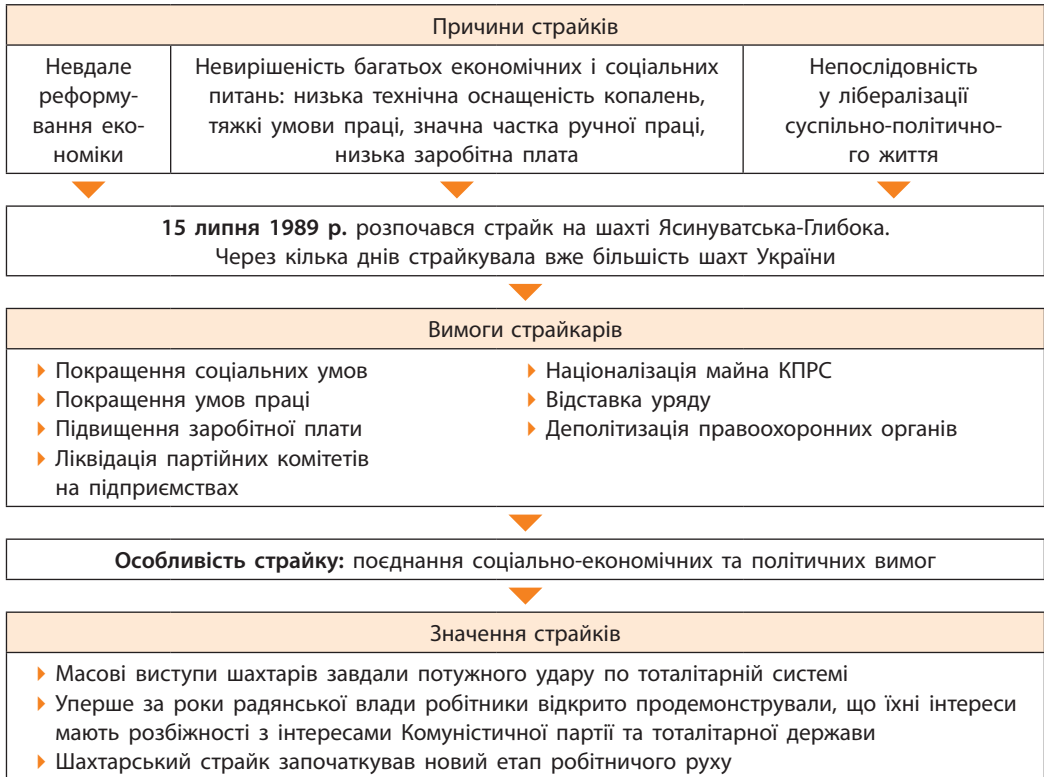 Причини страйків
Невдале
реформу-
вання еко-
номіки
Невирішеність багатьох економічних і соціальних
питань: низька технічна оснащеність копалень,
тяжкі умови праці, значна частка ручної праці,
низька заробітна плата
Непослідовність
у лібералізації
суспільно-політично-
го життя
15 липня 1989 р. розпочався страйк на шахті Ясинуватська-Глибока.
Через кілька днів страйкувала вже більшість шахт України
Вимоги страйкарів
Покращення соціальних умов
Покращення умов праці
Підвищення заробітної плати
Ліквідація партійних комітетів
на підприємствах
Націоналізація майна КПРС
Відставка уряду
Деполітизація правоохоронних органів
Особливість страйку: поєднання соціально-економічних та політичних вимог
Значення страйків
Масові виступи шахтарів завдали потужного удару по тоталітарній системі
Уперше за роки радянської влади робітники відкрито продемонстрували, що їхні інтереси
мають розбіжності з інтересами Комуністичної партії та тоталітарної держави
Шахтарський страйк започаткував новий етап робітничого руху